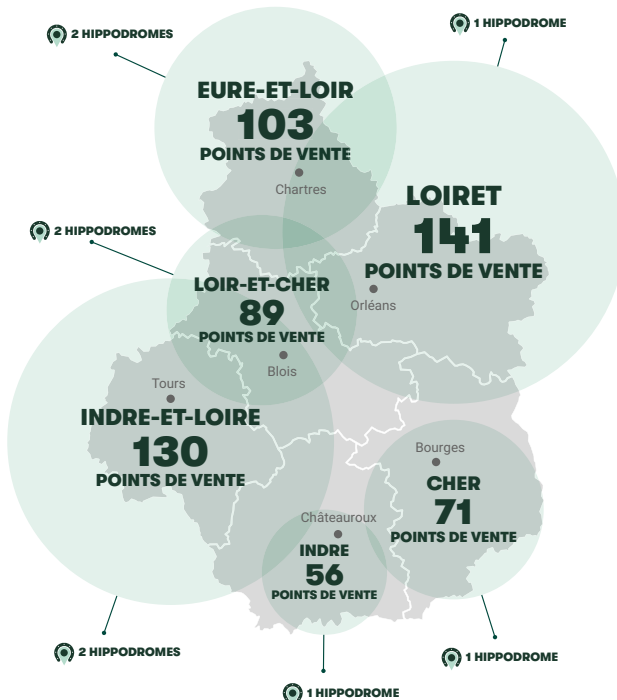 2 HIPPODROMES
1 HIPPODROME
EURE-ET-LOIR
103
POINTS DE VENTE
Chartres
LOIRET
141
POINTS DE VENTE
Orléans
2 HIPPODROMES
LOIR-ET-CHER
89
POINTS DE VENTE
Blois
Tours
INDRE-ET-LOIRE
130
POINTS DE VENTE
Bourges
CHER
71
POINTS DE VENTE
Châteauroux
INDRE
56
POINTS DE VENTE
2 HIPPODROMES
1 HIPPODROME
1 HIPPODROME